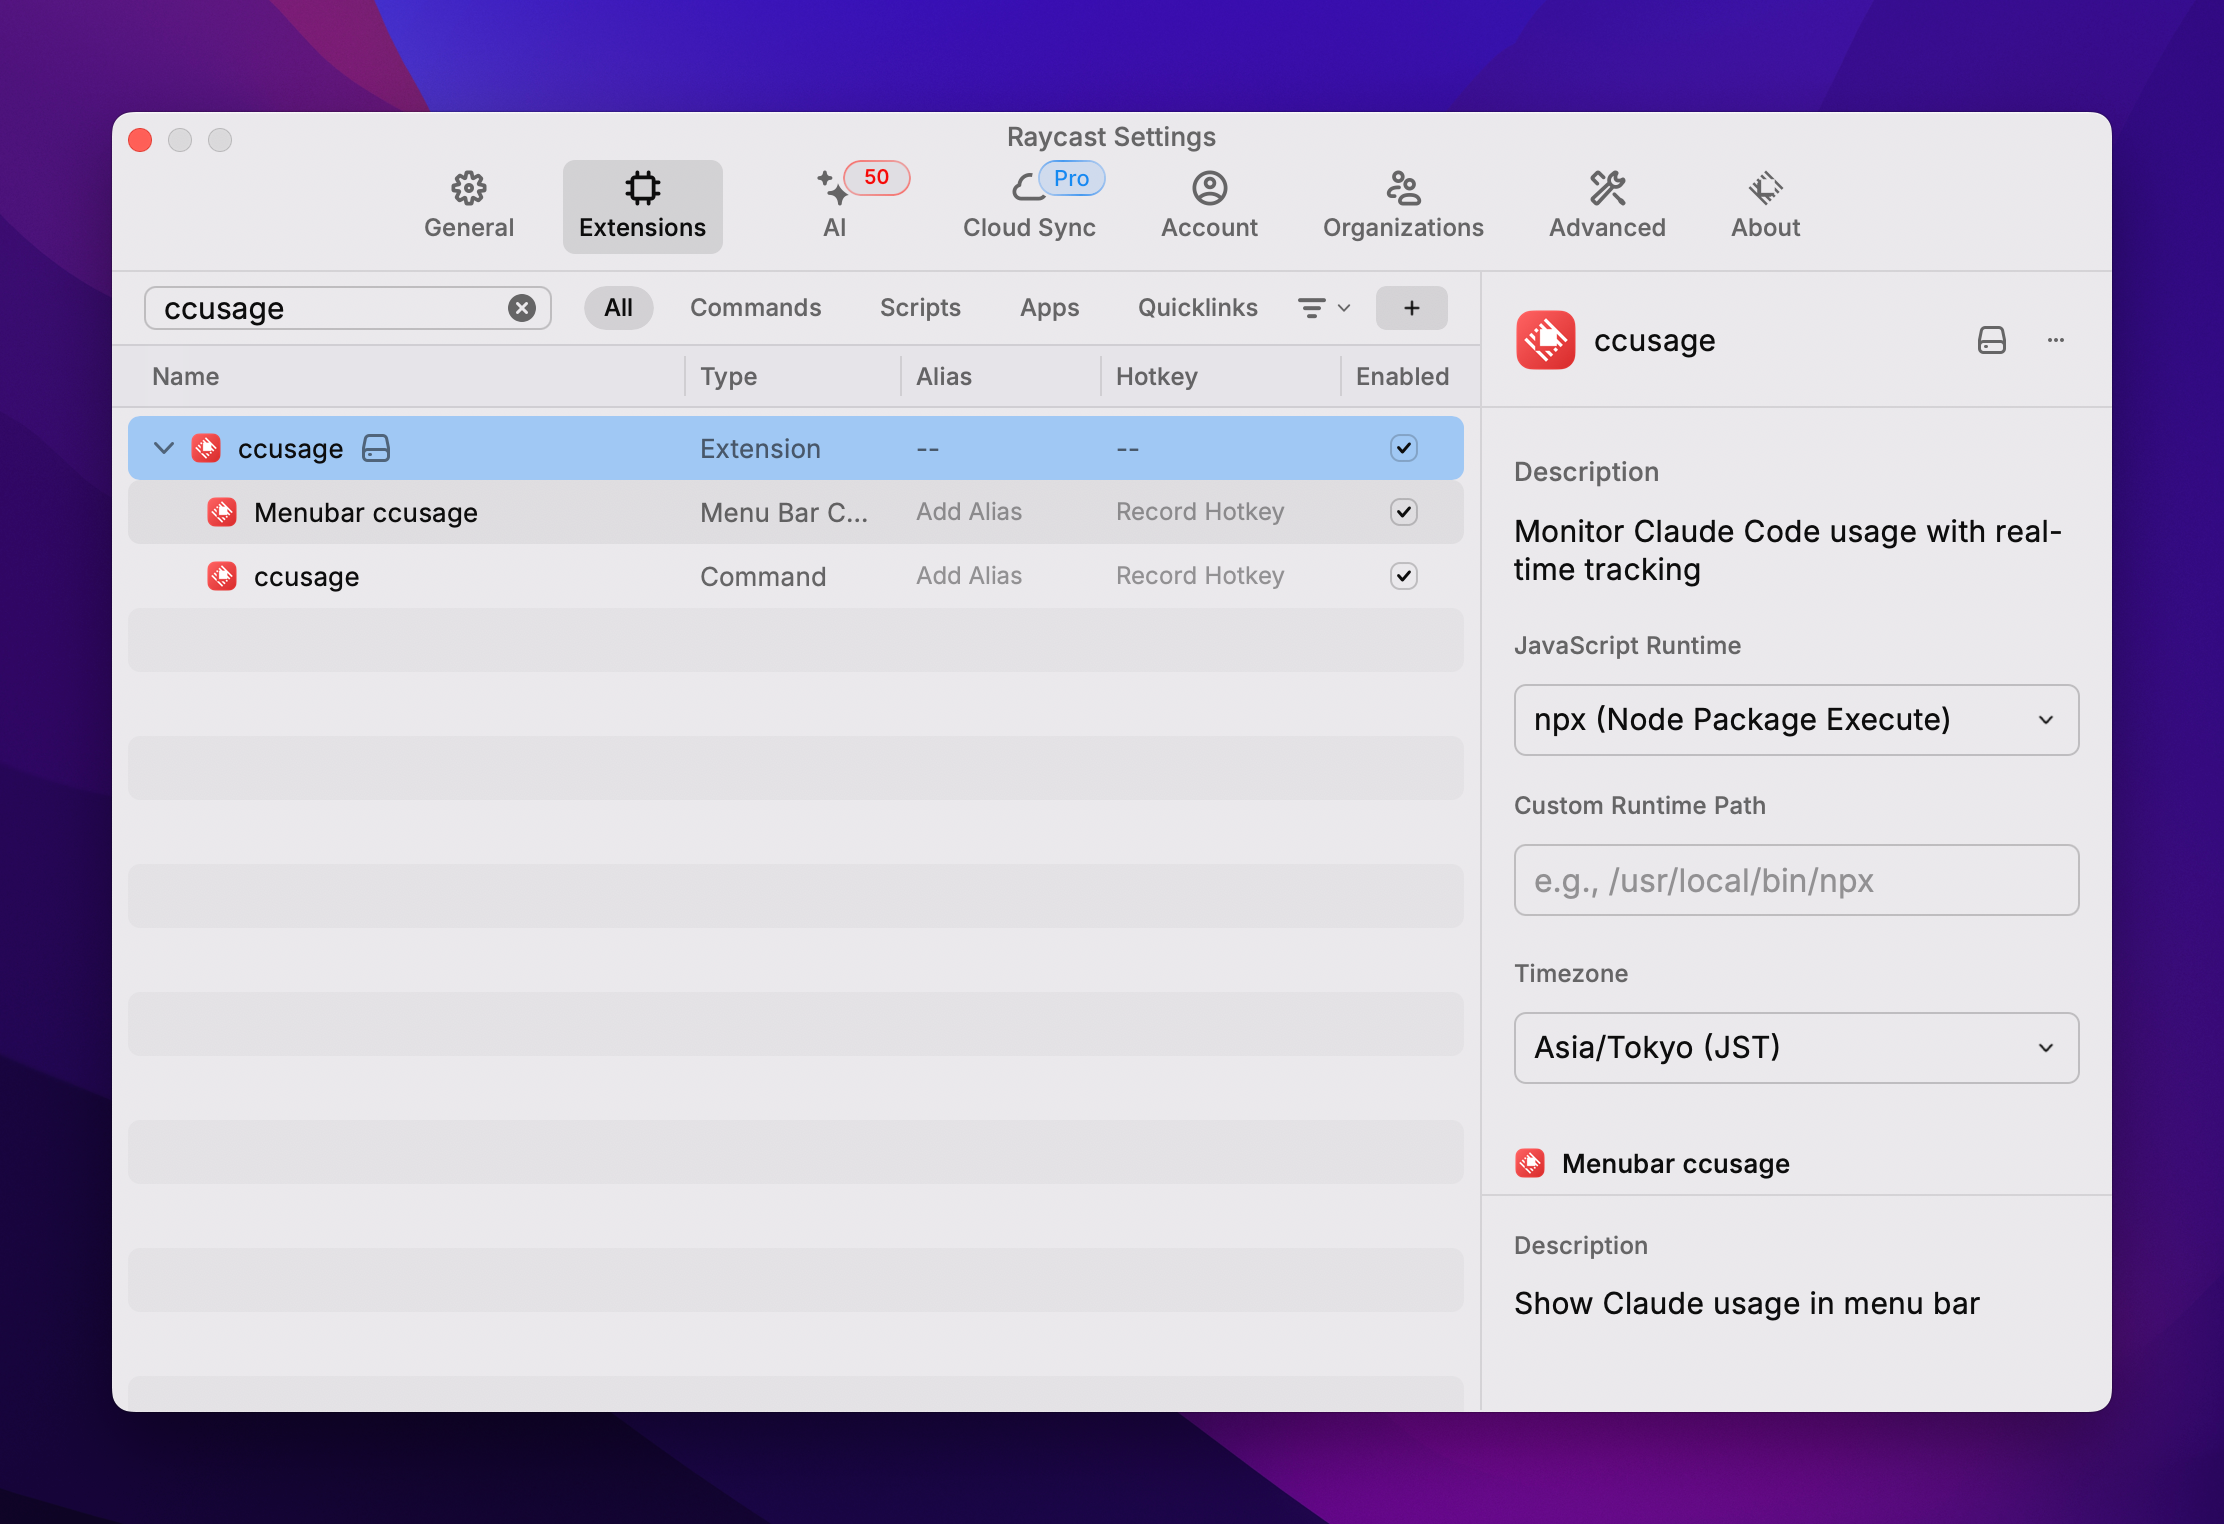 Raycast Settings
General
Extensions
50
AI
Pro
Cloud Sync
Account
Organizations
Advanced
About
ccusage
All
Commands
Scripts
Apps
Quicklinks
+
Name Type Alias Hotkey Enabled
ccusage Extension -- --
Menubar ccusage Menu Bar C... Add Alias Record Hotkey
ccusage Command Add Alias Record Hotkey
ccusage
Description
Monitor Claude Code usage with real-
time tracking
JavaScript Runtime
npx (Node Package Execute)
Custom Runtime Path
e.g., /usr/local/bin/npx
Timezone
Asia/Tokyo (JST)
Menubar ccusage
Description
Show Claude usage in menu bar